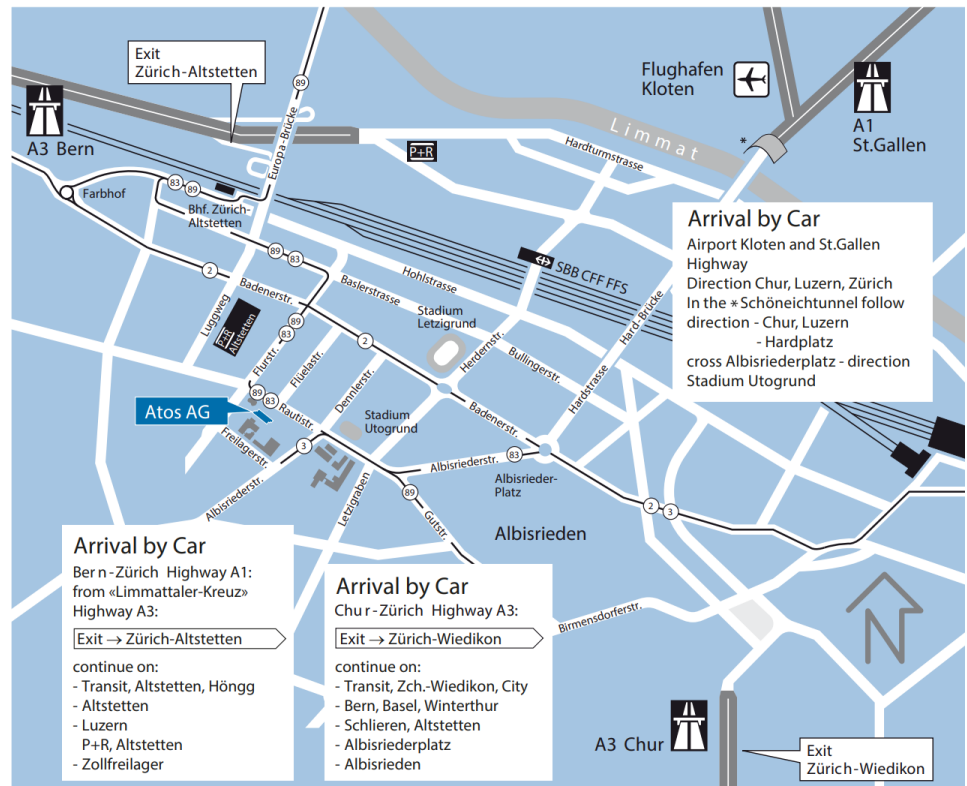 Exit
Zürich-Altstetten
89
Flughafen
Kloten
A1
St.Gallen
A3 Bern
Limmat
*
P+R
Hardturmstrasse
Europa-Brücke
Farbhof
83
89
Bhf. Zürich-
Altstetten
89
83
SBB CFF FFS
Hohlstrasse
Baslerstrasse
2
Badenerstr.
Luggweg
P+R
Altstetten
89
83
Flurstr.
Flüelastr.
2
Dennlerstr.
Stadium
Letzigrund
Herdernstr.
Bullingerstr.
Hard-Brücke
Hardstrasse
Badenerstr.
Arrival by Car
Airport Kloten and St.Gallen
Highway
Direction Chur, Luzern, Zürich
In the *Schöneichtunnel follow
direction - Chur, Luzern
- Hardplatz
cross Albisriederplatz - direction
Stadium Utogrund
Atos AG
89
83
Rautistr.
Freilagerstr.
Stadium
Utogrund
3
Albisriederstr.
Albisriederstr.
83
Albisrieder-
Platz
Letzigraben
89
Gutstr.
2
3
Albisrieden
Birmensdorferstr.
N
Arrival by Car
Bern-Zürich Highway A1:
from «Limmattaler-Kreuz»
Highway A3:
Exit → Zürich-Altstetten
continue on:
- Transit, Altstetten, Höngg
- Altstetten
- Luzern
P+R, Altstetten
- Zollfreilager
Arrival by Car
Chur-Zürich Highway A3:
Exit → Zürich-Wiedikon
continue on:
- Transit, Zch.-Wiedikon, City
- Bern, Basel, Winterthur
- Schlieren, Altstetten
- Albisriederplatz
- Albisrieden
A3 Chur
Exit
Zürich-Wiedikon